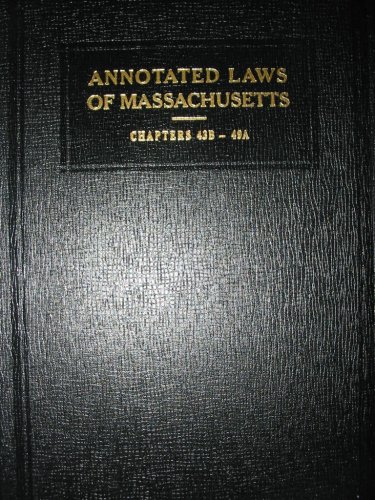 ANNOTATED LAWS
OF MASSACHUSETTS
CHAPTERS 43B - 49A